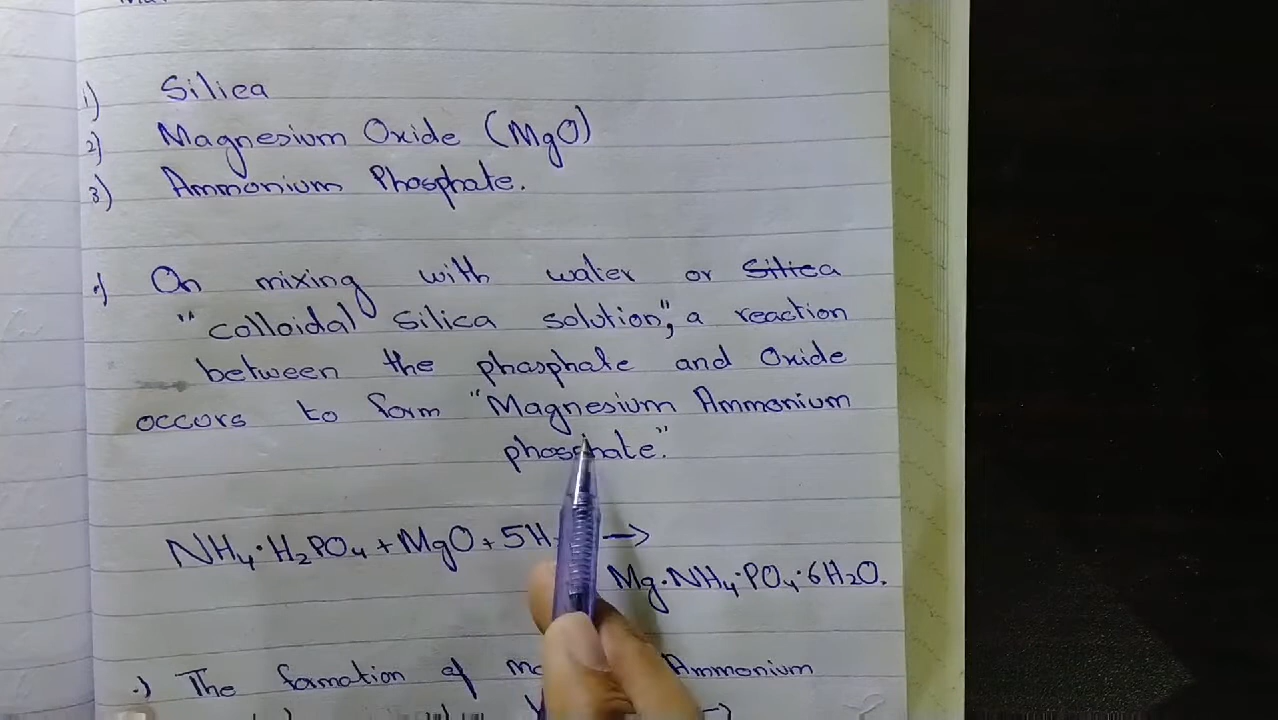 1) Silica
2) Magnesium Oxide (MgO)
3) Ammonium Phosphate.
•) On mixing with water or Silica
"colloidal Silica solution", a reaction
between the phosphate and Oxide
occurs to form "Magnesium Ammonium
phosphate."
NH₄·H₂PO₄ + MgO + 5H →
Mg·NH₄·PO₄·6H₂O.
•) The formation of Ammonium